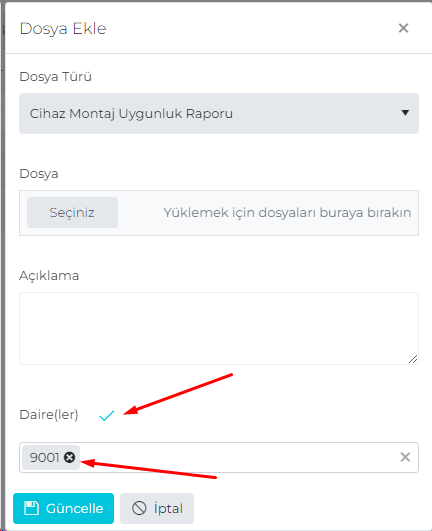 Dosya Ekle
Dosya Türü
Cihaz Montaj Uygunluk Raporu
Dosya
Seçiniz Yüklemek için dosyaları buraya bırakın
Açıklama
Daire(ler)
9001
Güncelle İptal